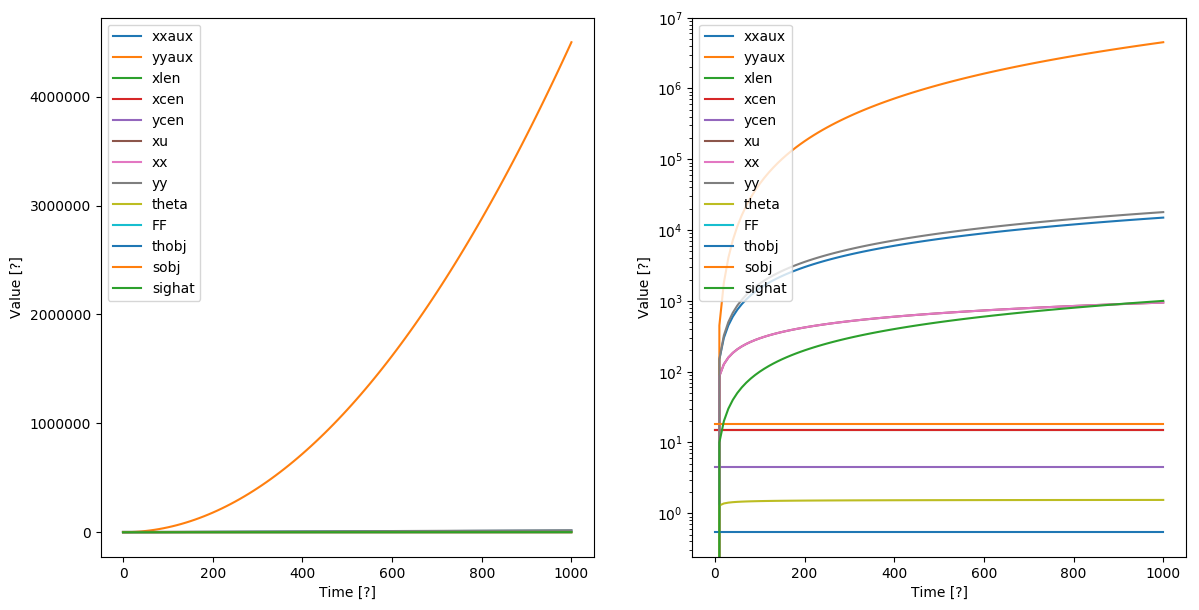 xxaux
yyaux
xlen
xcen
ycen
xu
xx
yy
theta
FF
thobj
sobj
sighat
4000000
3000000
2000000
1000000
0
0
200
400
600
800
1000
Time [?]
Value [?]
xxaux
yyaux
xlen
xcen
ycen
xu
xx
yy
theta
FF
thobj
sobj
sighat
10^7
10^6
10^5
10^4
10^3
10^2
10^1
10^0
0
200
400
600
800
1000
Time [?]
Value [?]